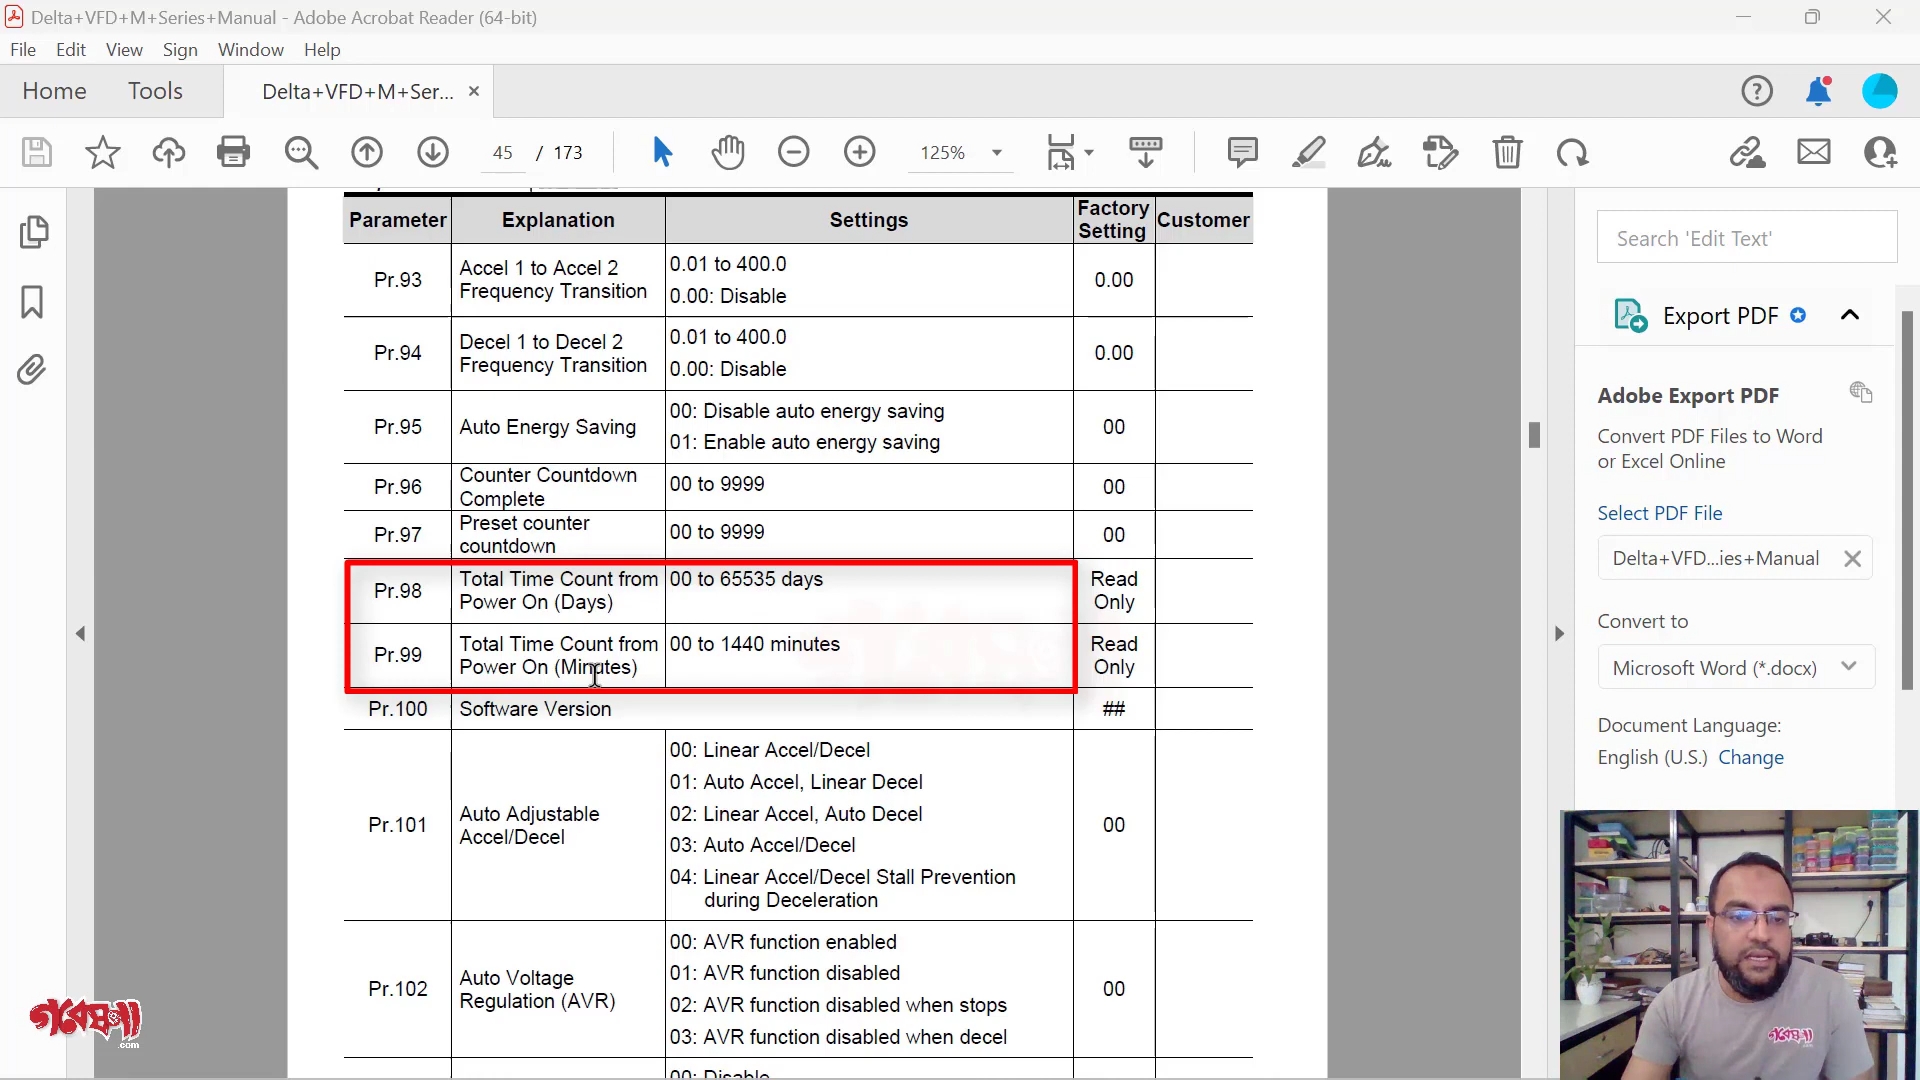 Delta+VFD+M+Series+Manual - Adobe Acrobat Reader (64-bit)
File Edit View Sign Window Help
Home Tools Delta+VFD+M+Ser... ×
45 / 173 125%
Parameter Explanation Settings Factory Setting Customer
Pr.93 Accel 1 to Accel 2 Frequency Transition 0.01 to 400.0 0.00
0.00: Disable
Pr.94 Decel 1 to Decel 2 Frequency Transition 0.01 to 400.0 0.00
0.00: Disable
Pr.95 Auto Energy Saving 00: Disable auto energy saving 00
01: Enable auto energy saving
Pr.96 Counter Countdown Complete 00 to 9999 00
Pr.97 Preset counter countdown 00 to 9999 00
Pr.98 Total Time Count from Power On (Days) 00 to 65535 days Read Only
Pr.99 Total Time Count from Power On (Minutes) 00 to 1440 minutes Read Only
Pr.100 Software Version ##
Pr.101 Auto Adjustable Accel/Decel 00: Linear Accel/Decel 00
01: Auto Accel, Linear Decel
02: Linear Accel, Auto Decel
03: Auto Accel/Decel
04: Linear Accel/Decel Stall Prevention
during Deceleration
Pr.102 Auto Voltage Regulation (AVR) 00: AVR function enabled 00
01: AVR function disabled
02: AVR function disabled when stops
03: AVR function disabled when decel
00: Disable
Search 'Edit Text'
Export PDF
Adobe Export PDF
Convert PDF Files to Word
or Excel Online
Select PDF File
Delta+VFD...ies+Manual
Convert to
Microsoft Word (*.docx)
Document Language:
English (U.S.) Change
গবেষণা
.com
গবেষণা